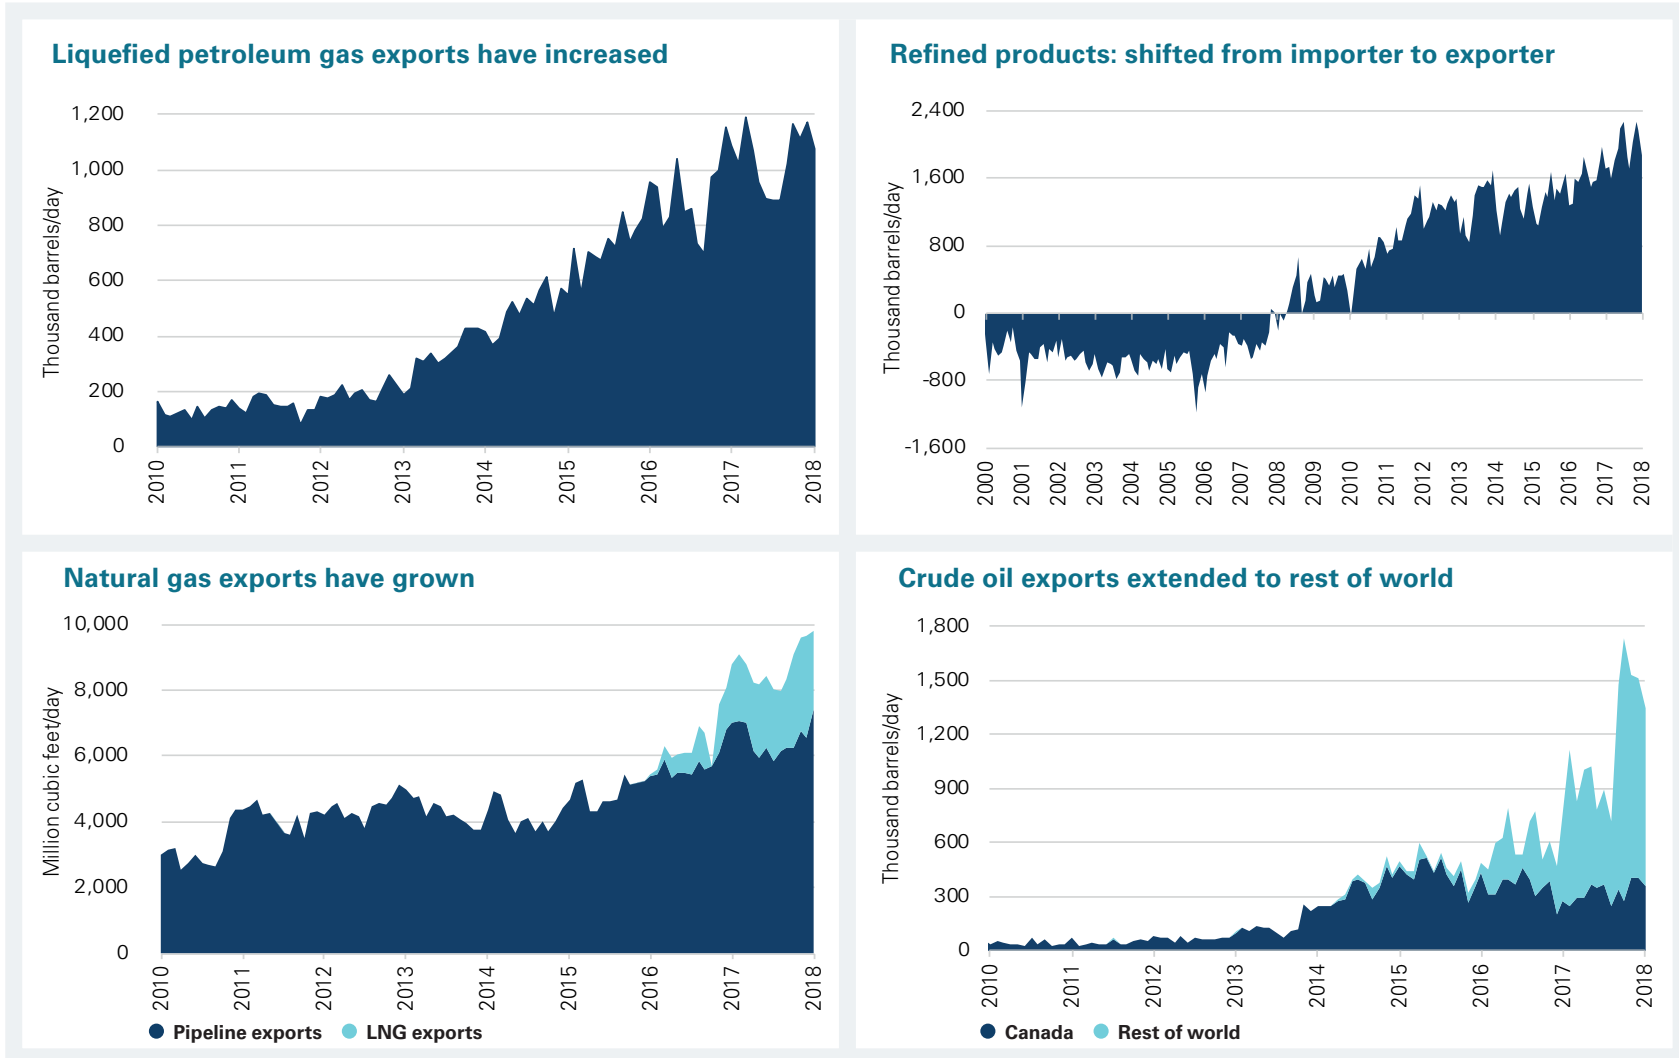 Liquefied petroleum gas exports have increased
Thousand barrels/day
1,200
1,000
800
600
400
200
0
2010 2011 2012 2013 2014 2015 2016 2017 2018
Refined products: shifted from importer to exporter
Thousand barrels/day
2,400
1,600
800
0
-800
-1,600
2000 2001 2002 2003 2004 2005 2006 2007 2008 2009 2010 2011 2012 2013 2014 2015 2016 2017 2018
Natural gas exports have grown
Million cubic feet/day
10,000
8,000
6,000
4,000
2,000
0
2010 2011 2012 2013 2014 2015 2016 2017 2018
Pipeline exports LNG exports
Crude oil exports extended to rest of world
Thousand barrels/day
1,800
1,500
1,200
900
600
300
0
2010 2011 2012 2013 2014 2015 2016 2017 2018
Canada Rest of world